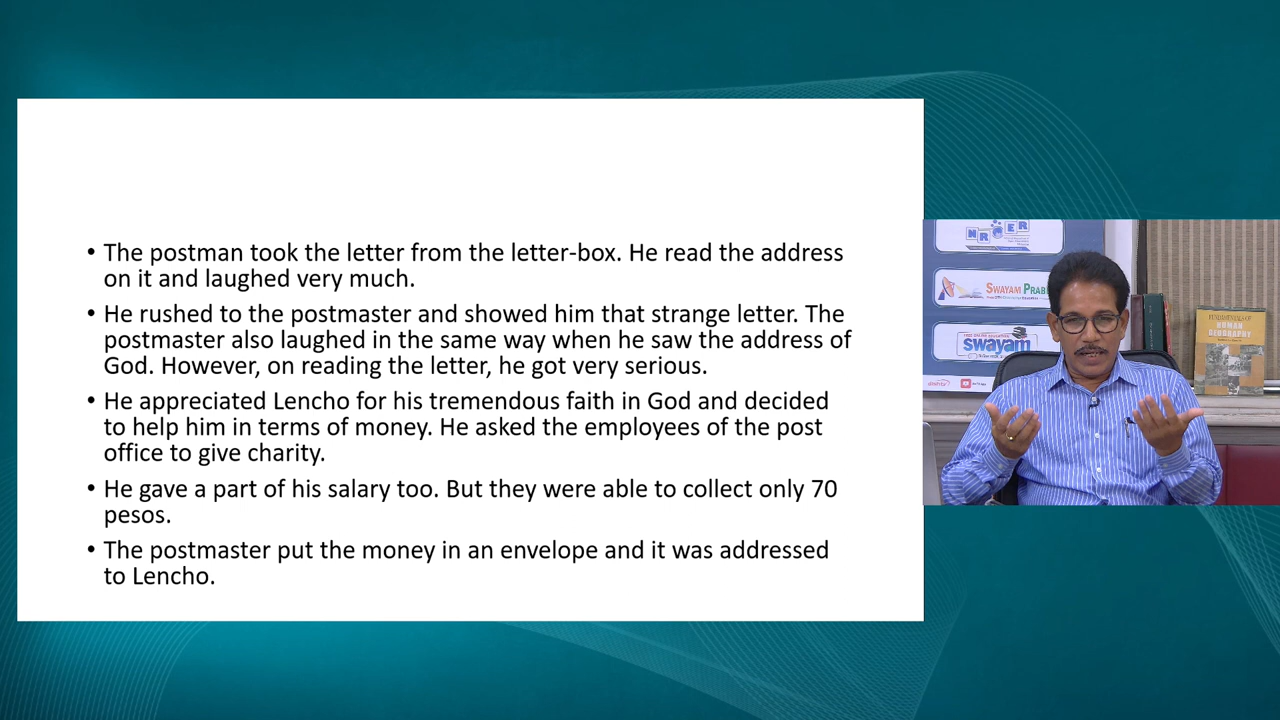 • The postman took the letter from the letter-box. He read the address
on it and laughed very much.
• He rushed to the postmaster and showed him that strange letter. The
postmaster also laughed in the same way when he saw the address of
God. However, on reading the letter, he got very serious.
• He appreciated Lencho for his tremendous faith in God and decided
to help him in terms of money. He asked the employees of the post
office to give charity.
• He gave a part of his salary too. But they were able to collect only 70
pesos.
• The postmaster put the money in an envelope and it was addressed
to Lencho.
SWAYAM PRABH
swayam
FUNDAMENTALS OF
HUMAN
GEOGRAPHY